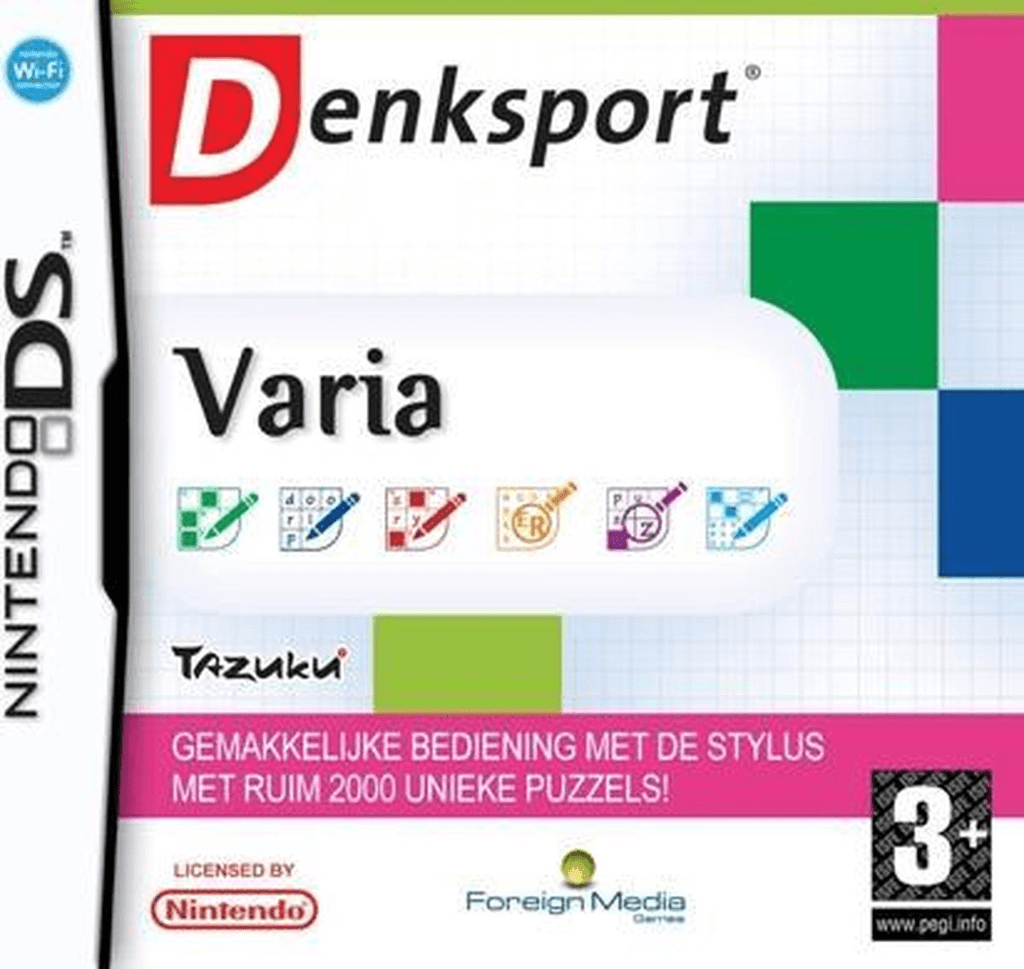 Nintendo
Wi-Fi
connection
NINTENDO DS™
Denksport®
Varia
TAZUKU
GEMAKKELIJKE BEDIENING MET DE STYLUS
MET RUIM 2000 UNIEKE PUZZELS!
LICENSED BY
Nintendo®
Foreign Media
Games
3+
www.pegi.info